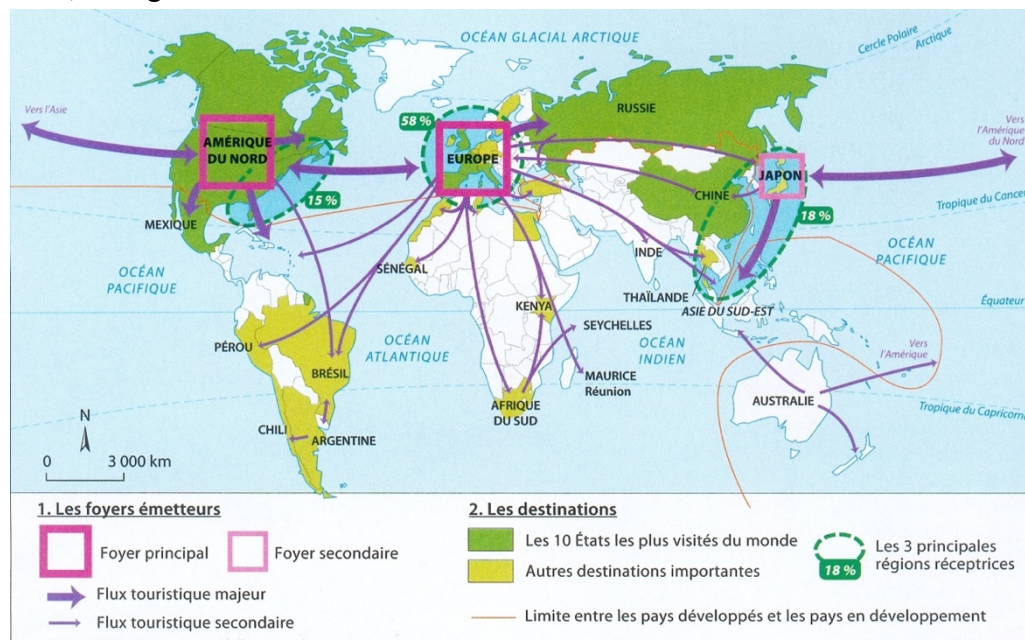 OCÉAN GLACIAL ARCTIQUE
Cercle Polaire
Arctique
Vers l'Asie
RUSSIE
58 %
AMÉRIQUE
DU NORD
EUROPE
JAPON
Vers
l'Amérique
du Nord
CHINE
15 %
18 %
Tropique du Cancer
MEXIQUE
OCÉAN
PACIFIQUE
SÉNÉGAL
INDE
OCÉAN
PACIFIQUE
THAÏLANDE
KENYA
ASIE DU SUD-EST
Équateur
SEYCHELLES
PÉROU
OCÉAN
ATLANTIQUE
OCÉAN
INDIEN
Vers
l'Amérique
BRÉSIL
MAURICE
Réunion
AUSTRALIE
AFRIQUE
DU SUD
Tropique du Capricorne
CHILI
ARGENTINE
N
0 3 000 km
1. Les foyers émetteurs
Foyer principal
Foyer secondaire
Flux touristique majeur
Flux touristique secondaire
2. Les destinations
Les 10 États les plus visités du monde
Autres destinations importantes
18 %
Les 3 principales
régions réceptrices
Limite entre les pays développés et les pays en développement